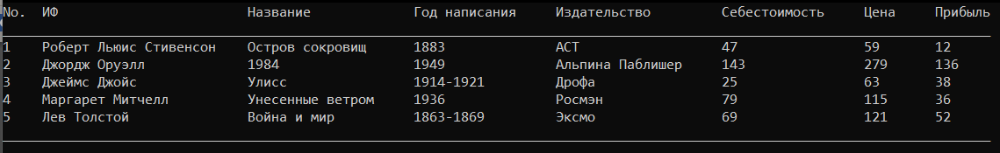 No. ИФ Название Год написания Издательство Себестоимость Цена Прибыль
1 Роберт Льюис Стивенсон Остров сокровищ 1883 АСТ 47 59 12
2 Джордж Оруэлл 1984 1949 Альпина Паблишер 143 279 136
3 Джеймс Джойс Улисс 1914-1921 Дрофа 25 63 38
4 Маргарет Митчелл Унесенные ветром 1936 Росмэн 79 115 36
5 Лев Толстой Война и мир 1863-1869 Эксмо 69 121 52